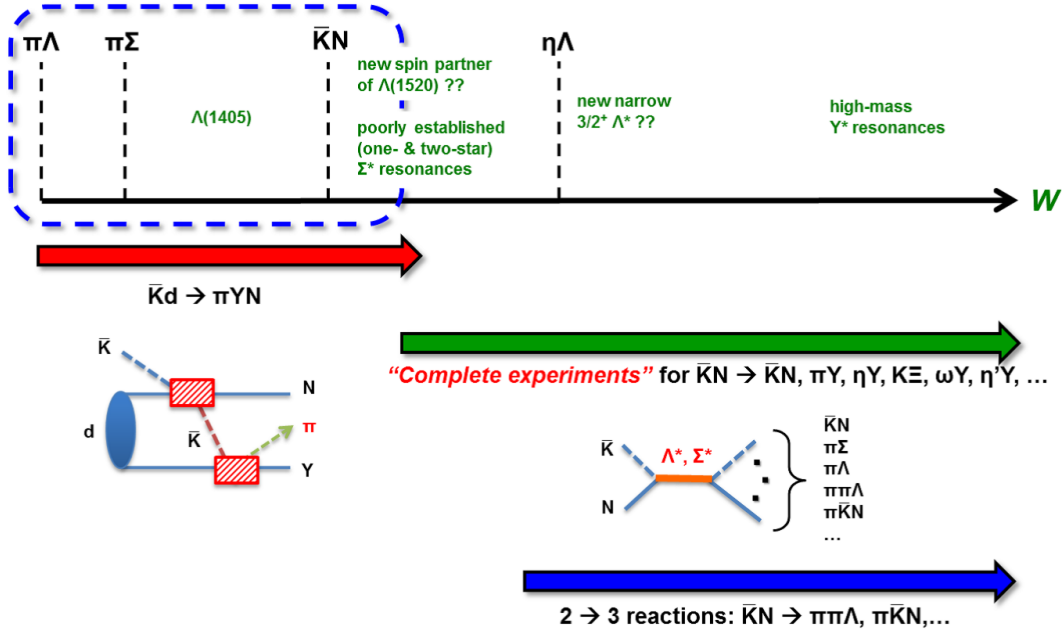 πΛ
πΣ
K̄N
ηΛ
new spin partner
of Λ(1520) ??
Λ(1405)
poorly established
(one- & two-star)
Σ* resonances
new narrow
3/2⁺ Λ* ??
high-mass
Y* resonances
W
K̄d → πYN
K̄
N
d
K̄
π
Y
“Complete experiments” for K̄N → K̄N, πY, ηY, KΞ, ωY, η’Y, …
K̄
Λ*, Σ*
N
K̄N
πΣ
πΛ
ππΛ
πK̄N
…
2 → 3 reactions: K̄N → ππΛ, πK̄N,…